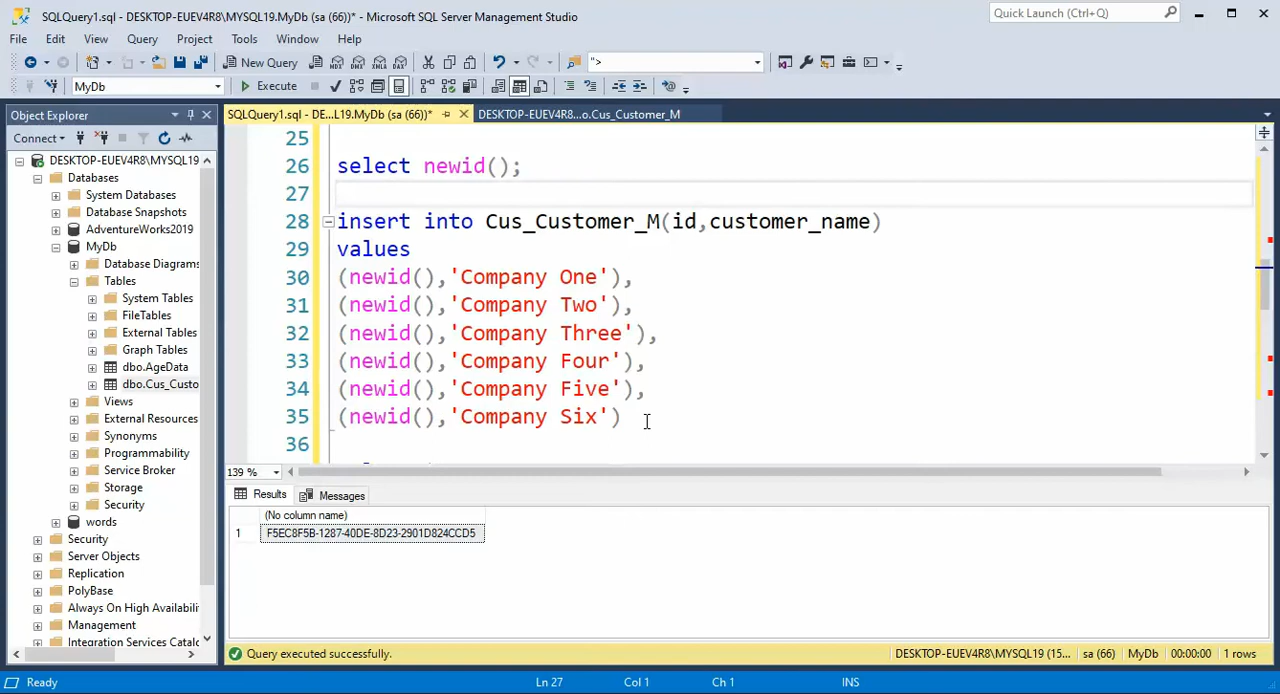 SQLQuery1.sql - DESKTOP-EUEV4R8\MYSQL19.MyDb (sa (66))* - Microsoft SQL Server Management Studio
Quick Launch (Ctrl+Q)
File Edit View Query Project Tools Window Help
New Query
MDX DMX XMLA DAX
">
MyDb
Execute
Object Explorer
SQLQuery1.sql - DE...L19.MyDb (sa (66))*
DESKTOP-EUEV4R8...o.Cus_Customer_M
Connect
DESKTOP-EUEV4R8\MYSQL19
Databases
System Databases
Database Snapshots
AdventureWorks2019
MyDb
Database Diagrams
Tables
System Tables
FileTables
External Tables
Graph Tables
dbo.AgeData
dbo.Cus_Custo
Views
External Resources
Synonyms
Programmability
Service Broker
Storage
Security
words
Security
Server Objects
Replication
PolyBase
Always On High Availabili
Management
Integration Services Catalc
25
26 select newid();
27
28 insert into Cus_Customer_M(id,customer_name)
29 values
30 (newid(),'Company One'),
31 (newid(),'Company Two'),
32 (newid(),'Company Three'),
33 (newid(),'Company Four'),
34 (newid(),'Company Five'),
35 (newid(),'Company Six')
36
139 %
Results Messages
(No column name)
1 F5EC8F5B-1287-40DE-8D23-2901D824CCD5
Query executed successfully.
DESKTOP-EUEV4R8\MYSQL19 (15... sa (66) MyDb 00:00:00 1 rows
Ready Ln 27 Col 1 Ch 1 INS